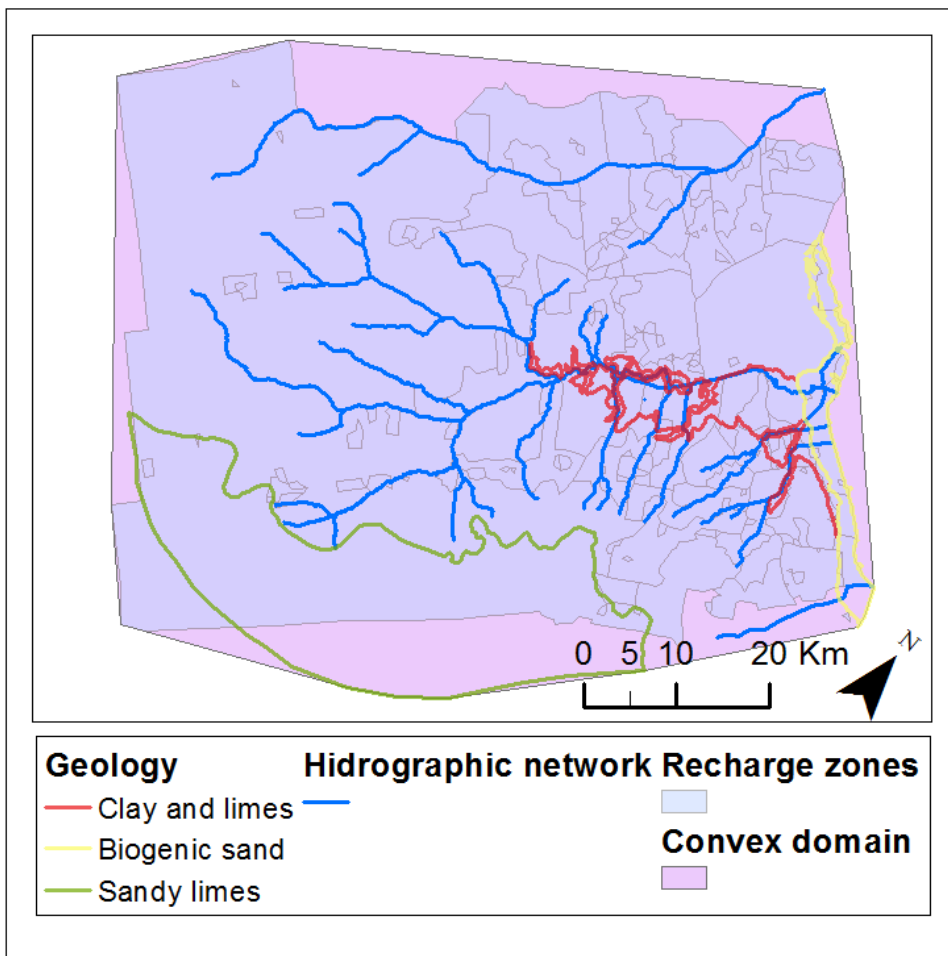 0 5 10 20 Km
N
Geology
Clay and limes
Biogenic sand
Sandy limes
Hidrographic network
Recharge zones
Convex domain